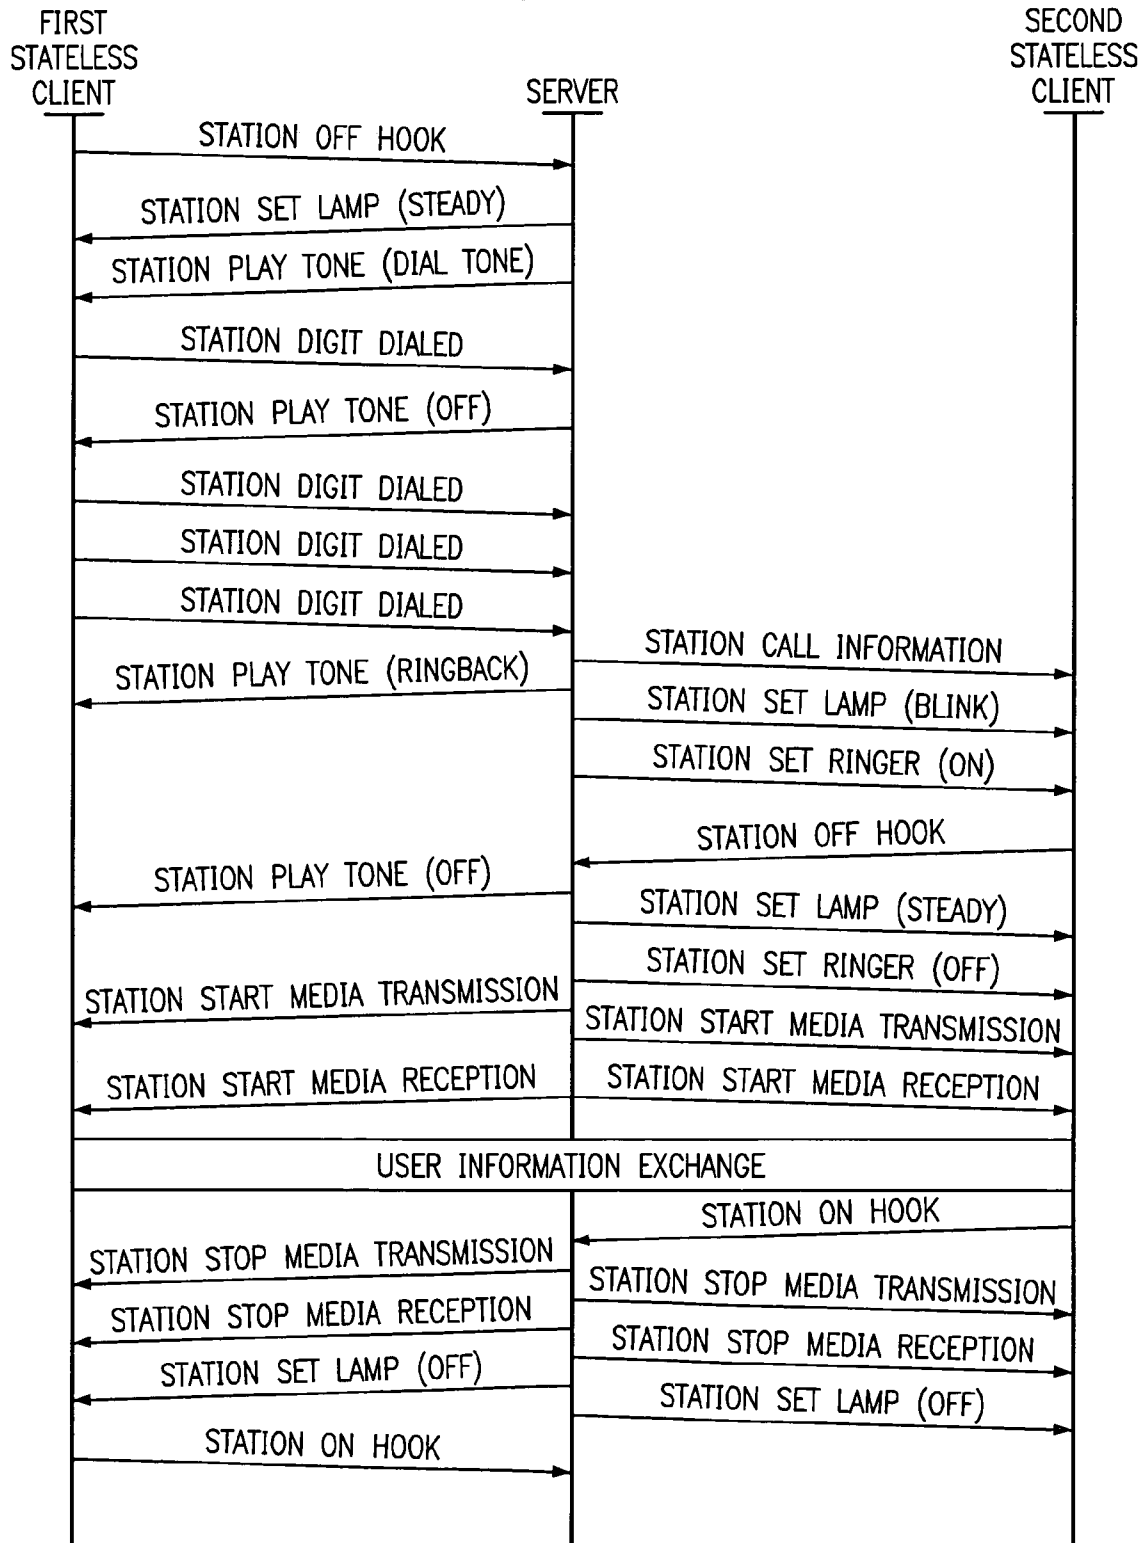 FIRST
STATELESS
CLIENT
SERVER
SECOND
STATELESS
CLIENT
STATION OFF HOOK
STATION SET LAMP (STEADY)
STATION PLAY TONE (DIAL TONE)
STATION DIGIT DIALED
STATION PLAY TONE (OFF)
STATION DIGIT DIALED
STATION DIGIT DIALED
STATION DIGIT DIALED
STATION CALL INFORMATION
STATION PLAY TONE (RINGBACK)
STATION SET LAMP (BLINK)
STATION SET RINGER (ON)
STATION OFF HOOK
STATION PLAY TONE (OFF)
STATION SET LAMP (STEADY)
STATION SET RINGER (OFF)
STATION START MEDIA TRANSMISSION
STATION START MEDIA TRANSMISSION
STATION START MEDIA RECEPTION
STATION START MEDIA RECEPTION
USER INFORMATION EXCHANGE
STATION ON HOOK
STATION STOP MEDIA TRANSMISSION
STATION STOP MEDIA TRANSMISSION
STATION STOP MEDIA RECEPTION
STATION STOP MEDIA RECEPTION
STATION SET LAMP (OFF)
STATION SET LAMP (OFF)
STATION ON HOOK